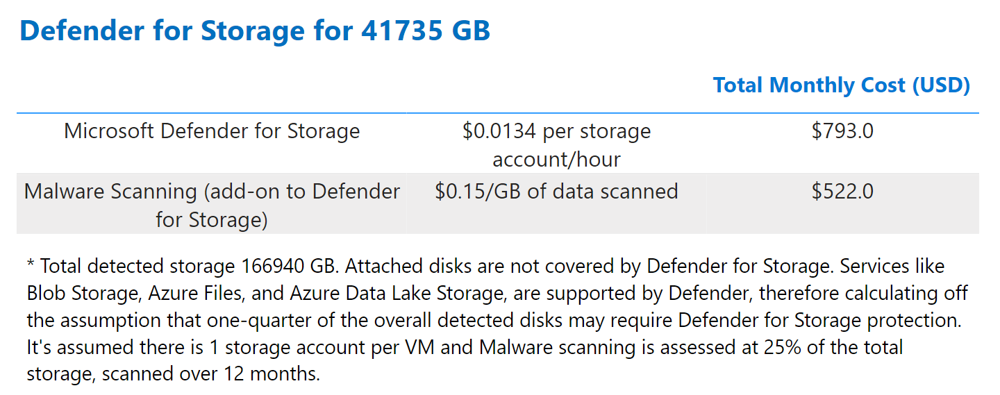 Defender for Storage for 41735 GB
Total Monthly Cost (USD)
Microsoft Defender for Storage $0.0134 per storage $793.0
account/hour
Malware Scanning (add-on to Defender $0.15/GB of data scanned $522.0
for Storage)
* Total detected storage 166940 GB. Attached disks are not covered by Defender for Storage. Services like
Blob Storage, Azure Files, and Azure Data Lake Storage, are supported by Defender, therefore calculating off
the assumption that one-quarter of the overall detected disks may require Defender for Storage protection.
It's assumed there is 1 storage account per VM and Malware scanning is assessed at 25% of the total
storage, scanned over 12 months.